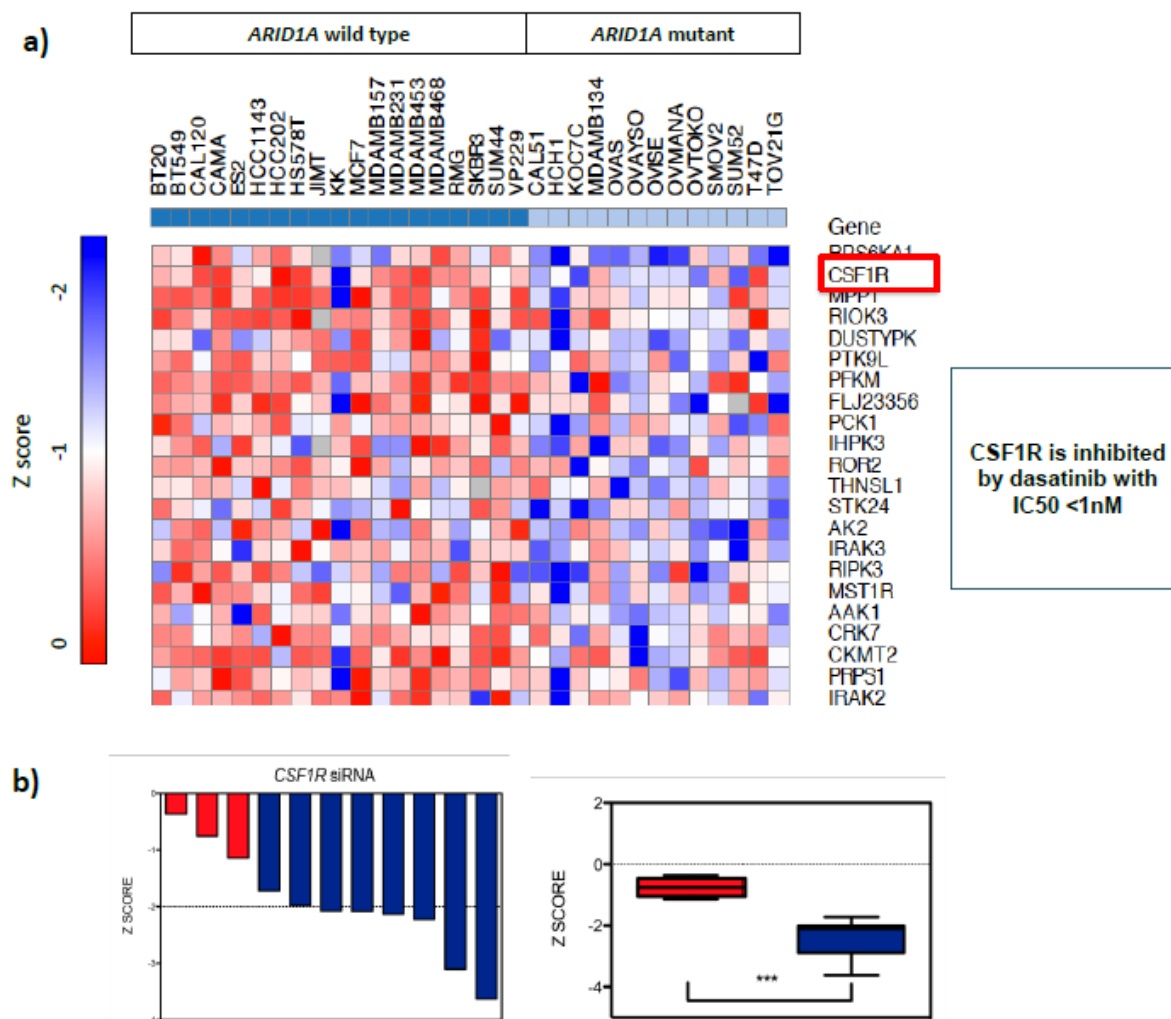 a)
ARID1A wild type
ARID1A mutant
BT20
BT549
CAL120
CAMA
ES2
HCC1143
HCC202
HS578T
JIMT
KK
MCF7
MDAMB157
MDAMB231
MDAMB453
MDAMB468
RMG
SKBR3
SUM44
VP229
CAL51
HCH1
KOC7C
MDAMB134
OVAS
OVAYSO
OVISE
OVMANA
OVTOKO
SMOV2
SUM52
T47D
TOV21G
Gene
RPS6KA1
CSF1R
MPP1
RIOK3
DUSTYPK
PTK9L
PFKM
FLJ23356
PCK1
IHPK3
ROR2
THNSL1
STK24
AK2
IRAK3
RIPK3
MST1R
AAK1
CRK7
CKMT2
PRPS1
IRAK2
Z score
-2
-1
0
CSF1R is inhibited
by dasatinib with
IC50 <1nM
b)
CSF1R siRNA
Z SCORE
0
-1
-2
-3
Z SCORE
2
0
-2
-4
***